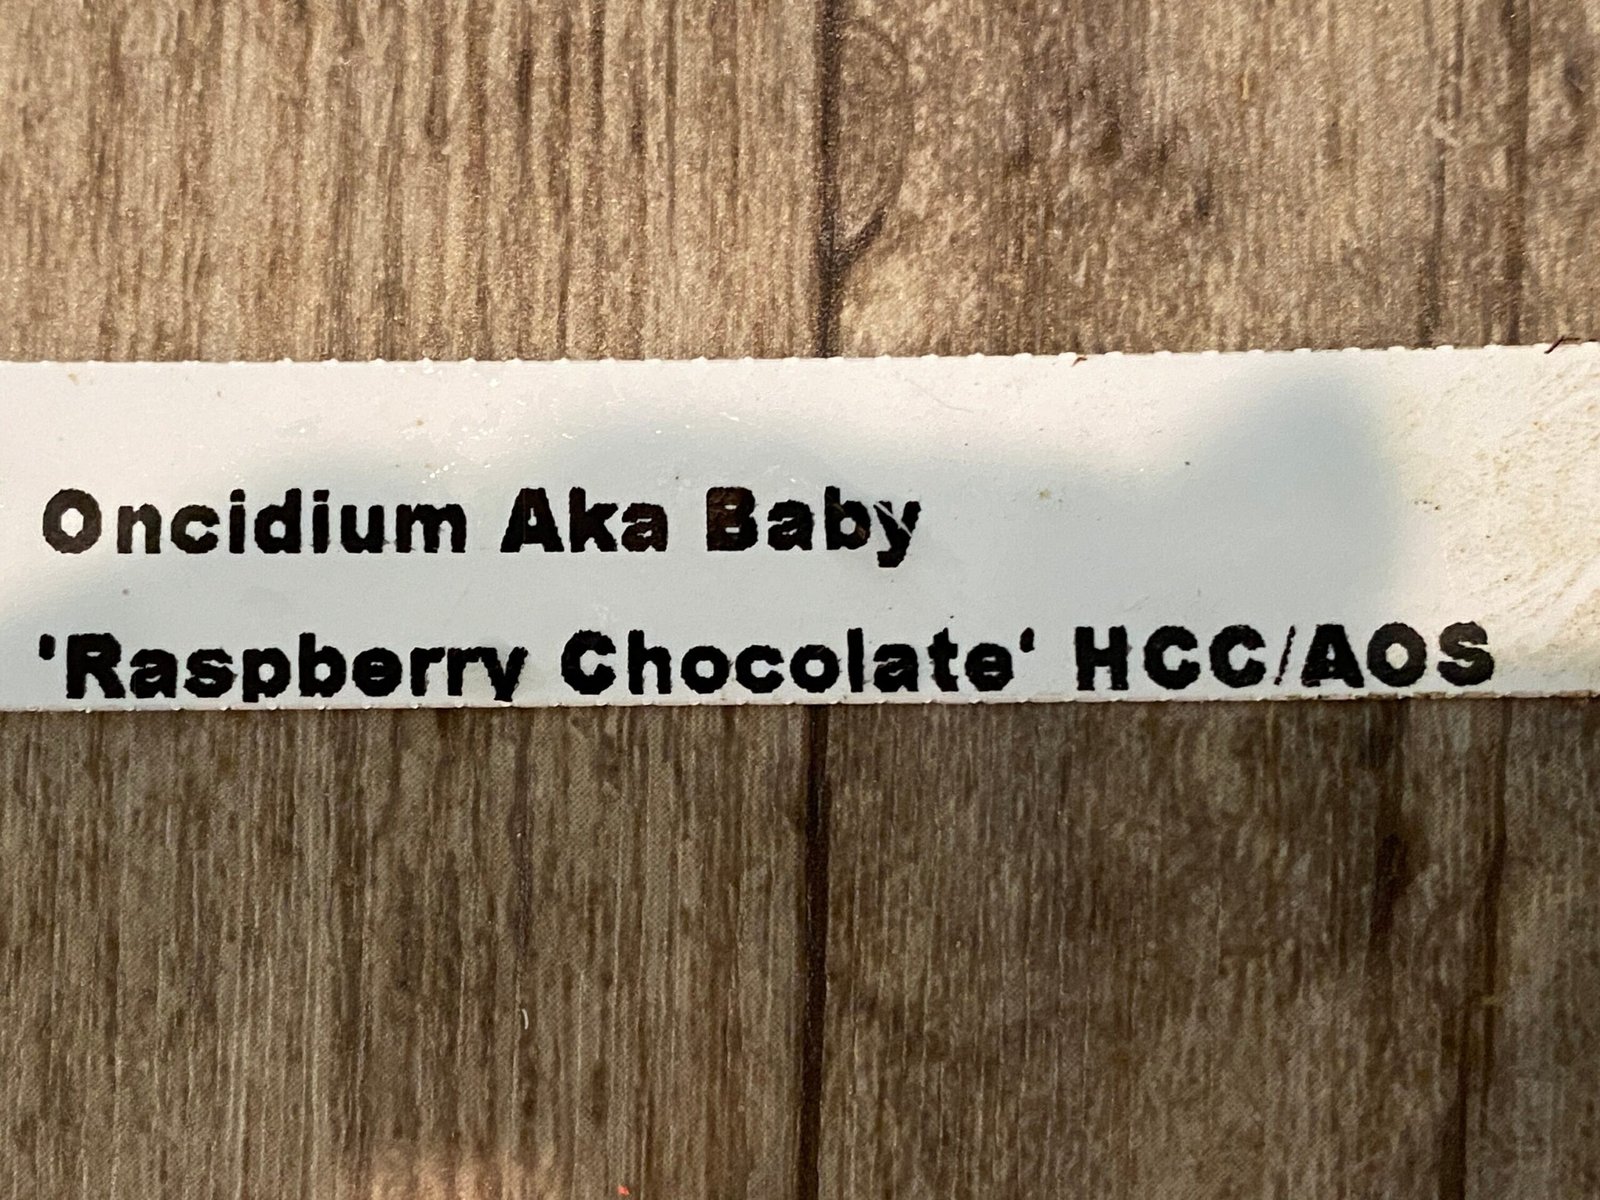 Oncidium Aka Baby
'Raspberry Chocolate' HCC/AOS